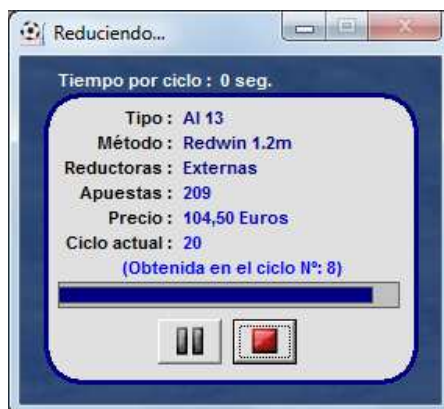 Reduciendo...
Tiempo por ciclo : 0 seg.
Tipo : Al 13
Método : Redwin 1.2m
Reductoras : Externas
Apuestas : 209
Precio : 104,50 Euros
Ciclo actual : 20
(Obtenida en el ciclo Nº: 8)